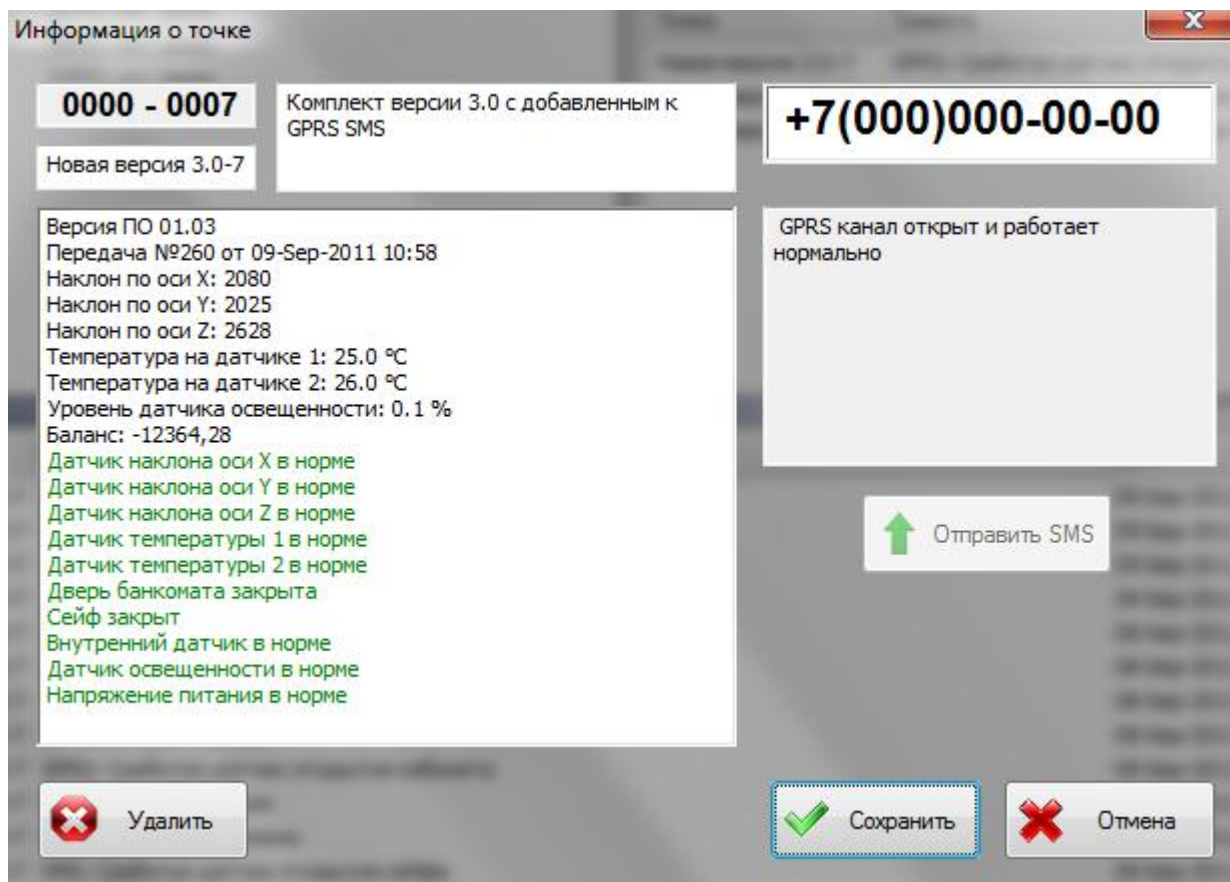 Информация о точке
0000 - 0007
Комплект версии 3.0 с добавленным к
GPRS SMS
+7(000)000-00-00
Новая версия 3.0-7
Версия ПО 01.03
Передача №260 от 09-Sep-2011 10:58
Наклон по оси X: 2080
Наклон по оси Y: 2025
Наклон по оси Z: 2628
Температура на датчике 1: 25.0 ºC
Температура на датчике 2: 26.0 ºC
Уровень датчика освещенности: 0.1 %
Баланс: -12364,28
Датчик наклона оси X в норме
Датчик наклона оси Y в норме
Датчик наклона оси Z в норме
Датчик температуры 1 в норме
Датчик температуры 2 в норме
Дверь банкомата закрыта
Сейф закрыт
Внутренний датчик в норме
Датчик освещенности в норме
Напряжение питания в норме
GPRS канал открыт и работает
нормально
Отправить SMS
Удалить
Сохранить
Отмена